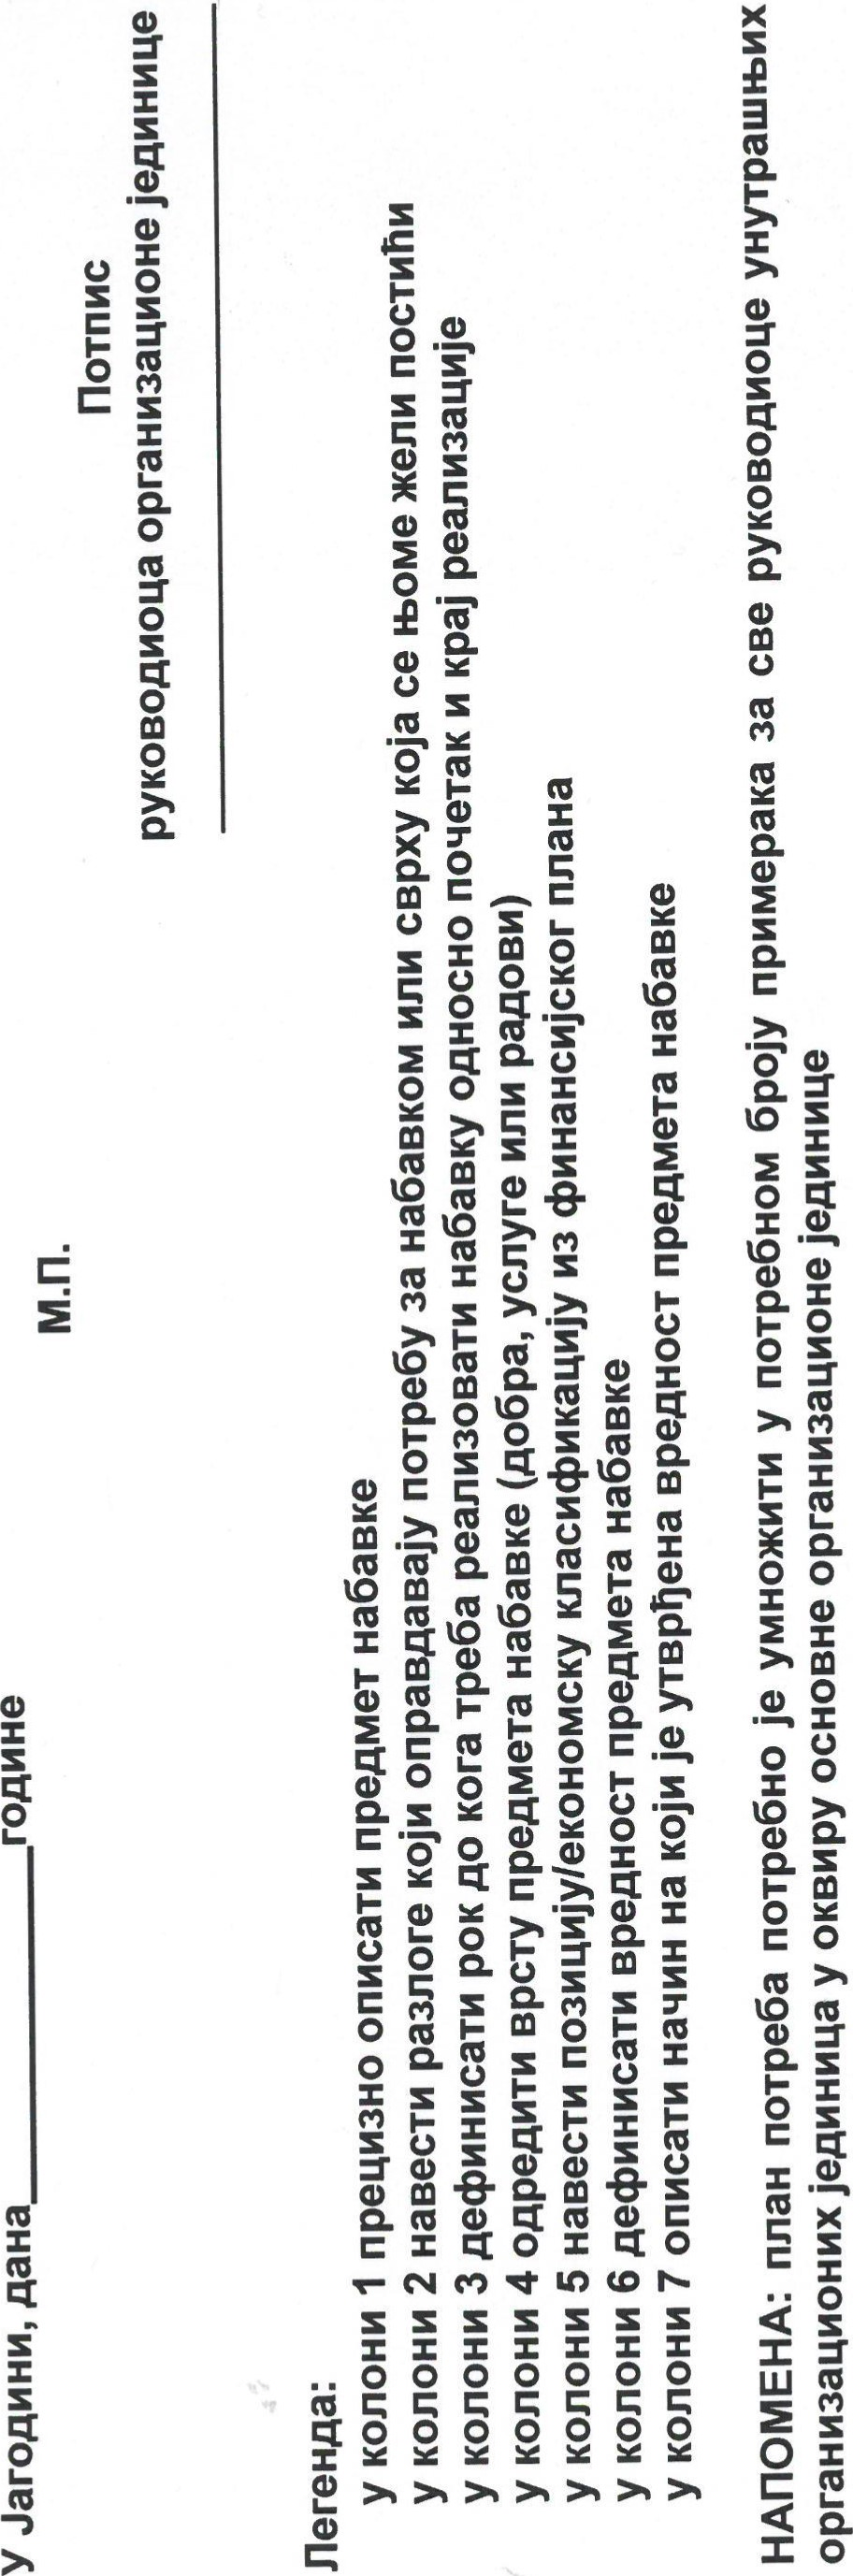 У Јагодини, дана____________године
М.П.
Потпис
руководиоца организационе јединице
Легенда:
у колони 1 прецизно описати предмет набавке
у колони 2 навести разлоге који оправдавају потребу за набавком или сврху која се њоме жели постићи
у колони 3 дефинисати рок до кога треба реализовати набавку односно почетак и крај реализације
у колони 4 одредити врсту предмета набавке (добра, услуге или радови)
у колони 5 навести позицију/економску класификацију из финансијског плана
у колони 6 дефинисати вредност предмета набавке
у колони 7 описати начин на који је утврђена вредност предмета набавке
НАПОМЕНА: план потреба потребно је умножити у потребном броју примерака за све руководиоце унутрашњих
организационих јединица у оквиру основне организационе јединице